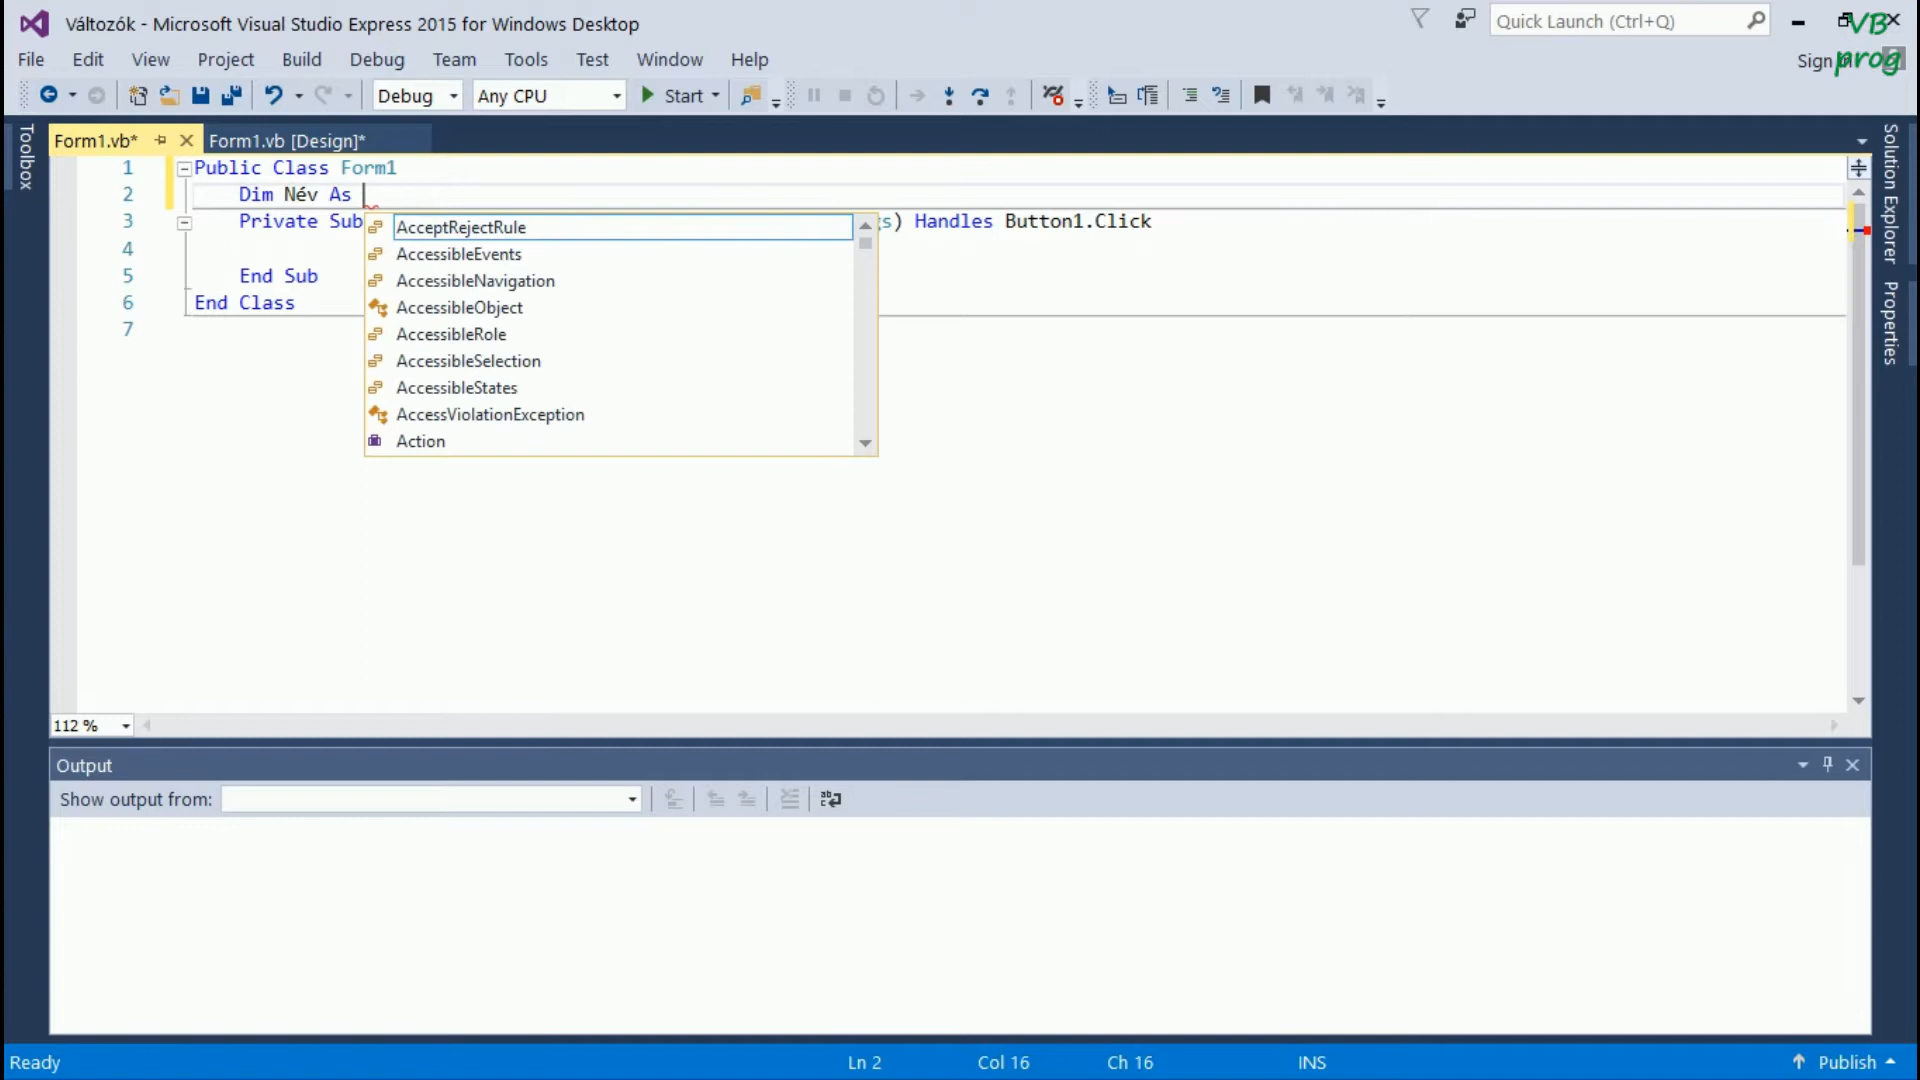 Változók - Microsoft Visual Studio Express 2015 for Windows Desktop
Quick Launch (Ctrl+Q)
VB
prog
File Edit View Project Build Debug Team Tools Test Window Help
Sign
Debug Any CPU Start
Toolbox
Form1.vb* Form1.vb [Design]*
Solution Explorer
Properties
1 Public Class Form1
2 Dim Név As
3 Private Sub s) Handles Button1.Click
4
5 End Sub
6 End Class
7
AcceptRejectRule
AccessibleEvents
AccessibleNavigation
AccessibleObject
AccessibleRole
AccessibleSelection
AccessibleStates
AccessViolationException
Action
112 %
Output
Show output from:
Ready Ln 2 Col 16 Ch 16 INS Publish